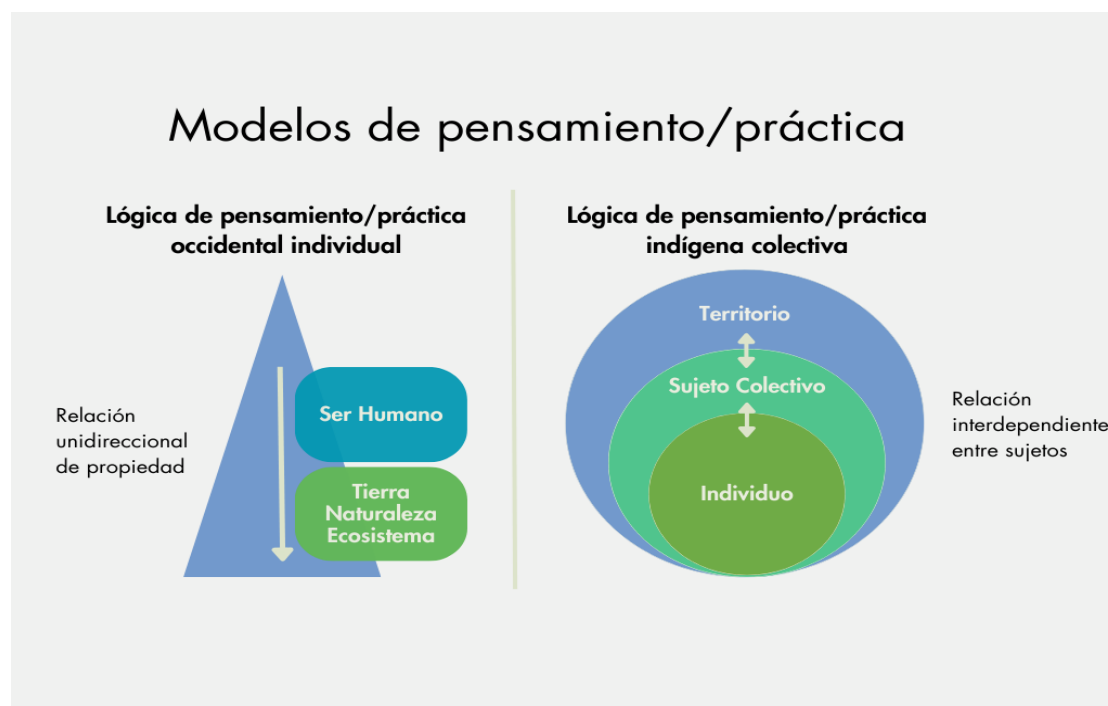 Modelos de pensamiento/práctica
Lógica de pensamiento/práctica
occidental individual
Relación
unidireccional
de propiedad
Ser Humano
Tierra
Naturaleza
Ecosistema
Lógica de pensamiento/práctica
indígena colectiva
Territorio
Sujeto Colectivo
Individuo
Relación
interdependiente
entre sujetos